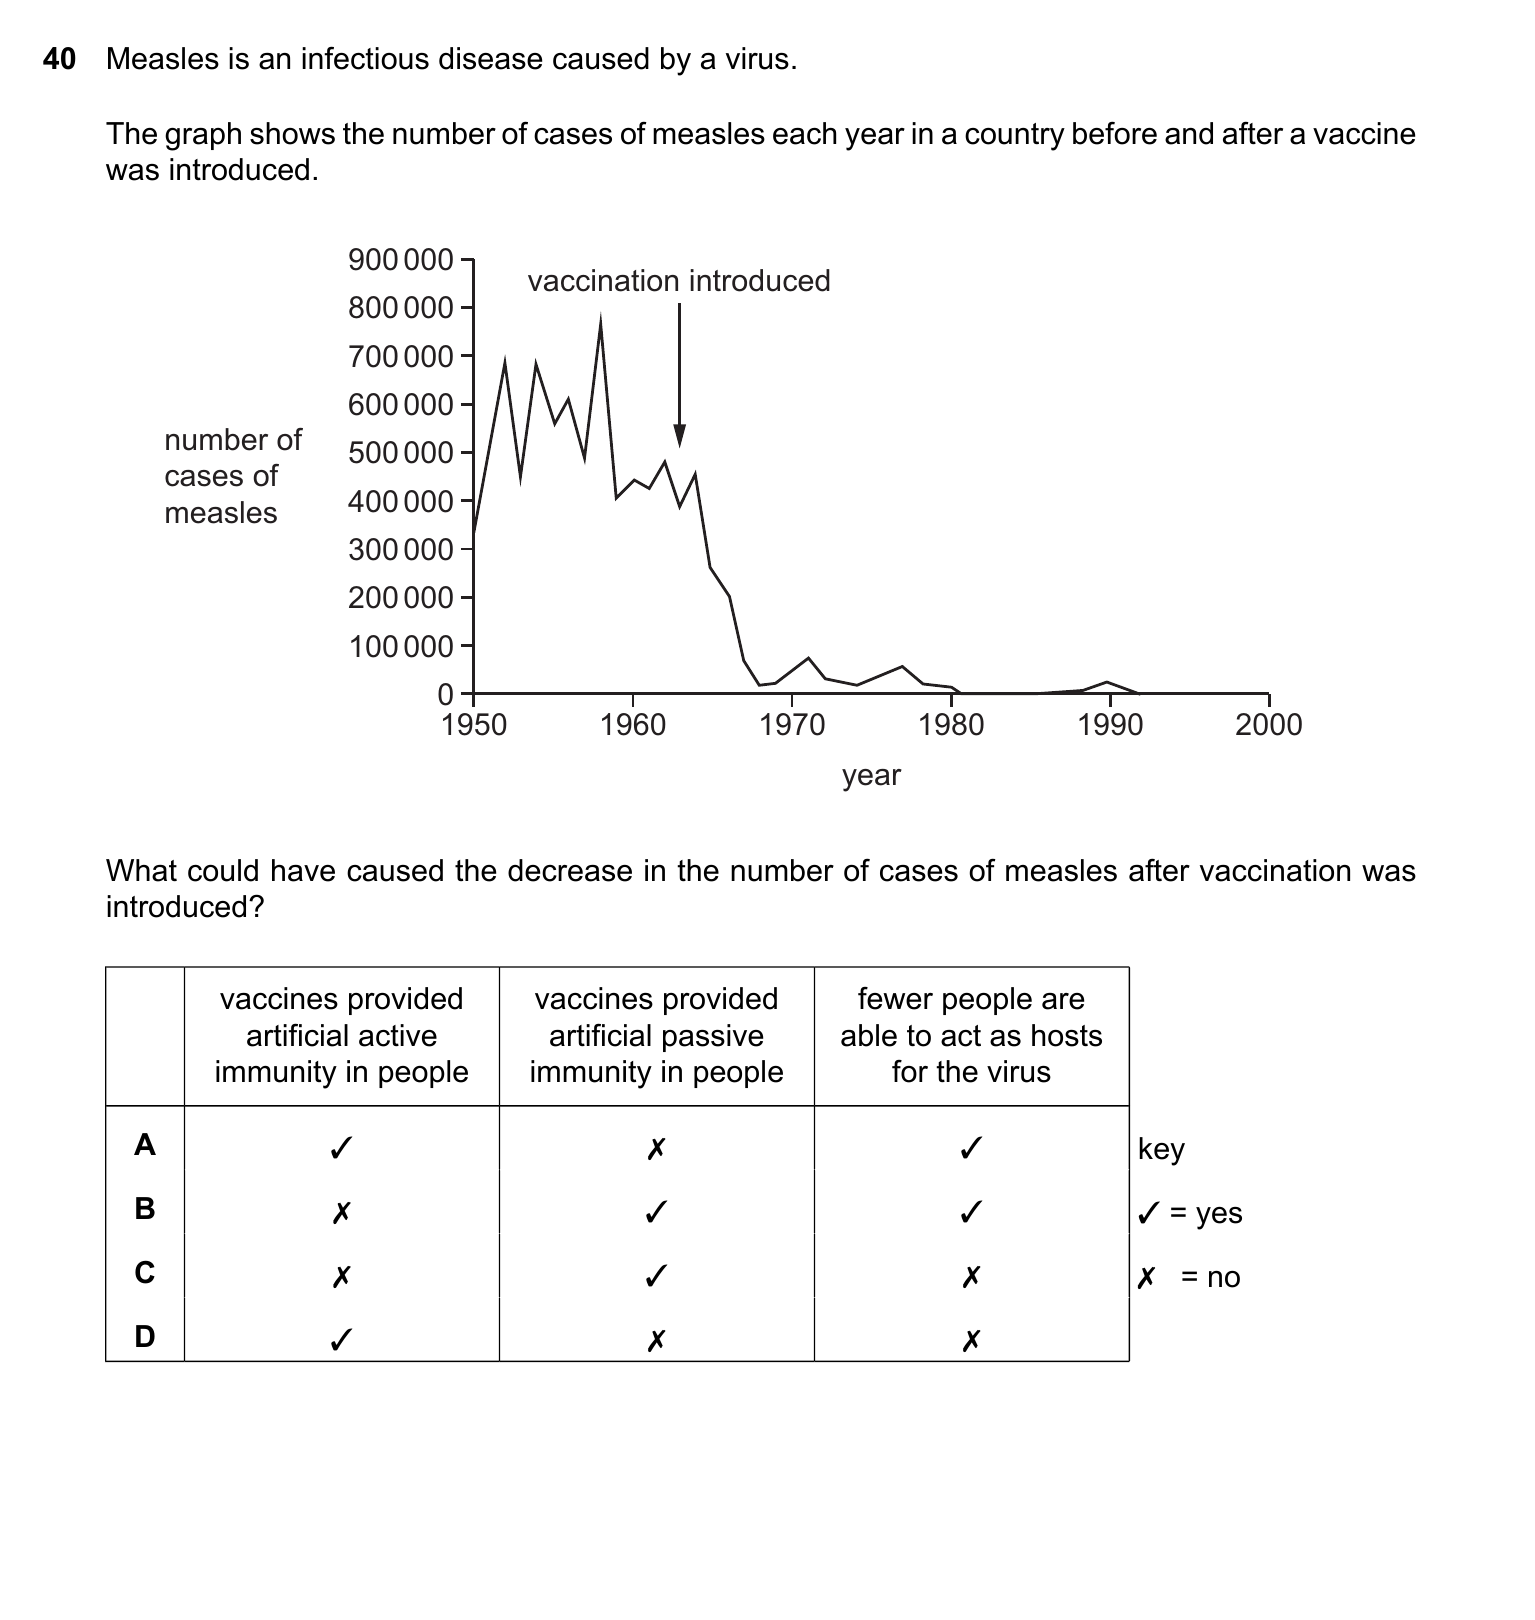 40 Measles is an infectious disease caused by a virus.
The graph shows the number of cases of measles each year in a country before and after a vaccine
was introduced.
900 000
vaccination introduced
800 000
700 000
600 000
500 000
400 000
300 000
200 000
100 000
0
number of
cases of
measles
1950 1960 1970 1980 1990 2000
year
What could have caused the decrease in the number of cases of measles after vaccination was
introduced?
vaccines provided artificial active immunity in people
vaccines provided artificial passive immunity in people
fewer people are able to act as hosts for the virus
A ✓ ✗ ✓ key
B ✗ ✓ ✓ ✓ = yes
C ✗ ✓ ✗ ✗ = no
D ✓ ✗ ✗